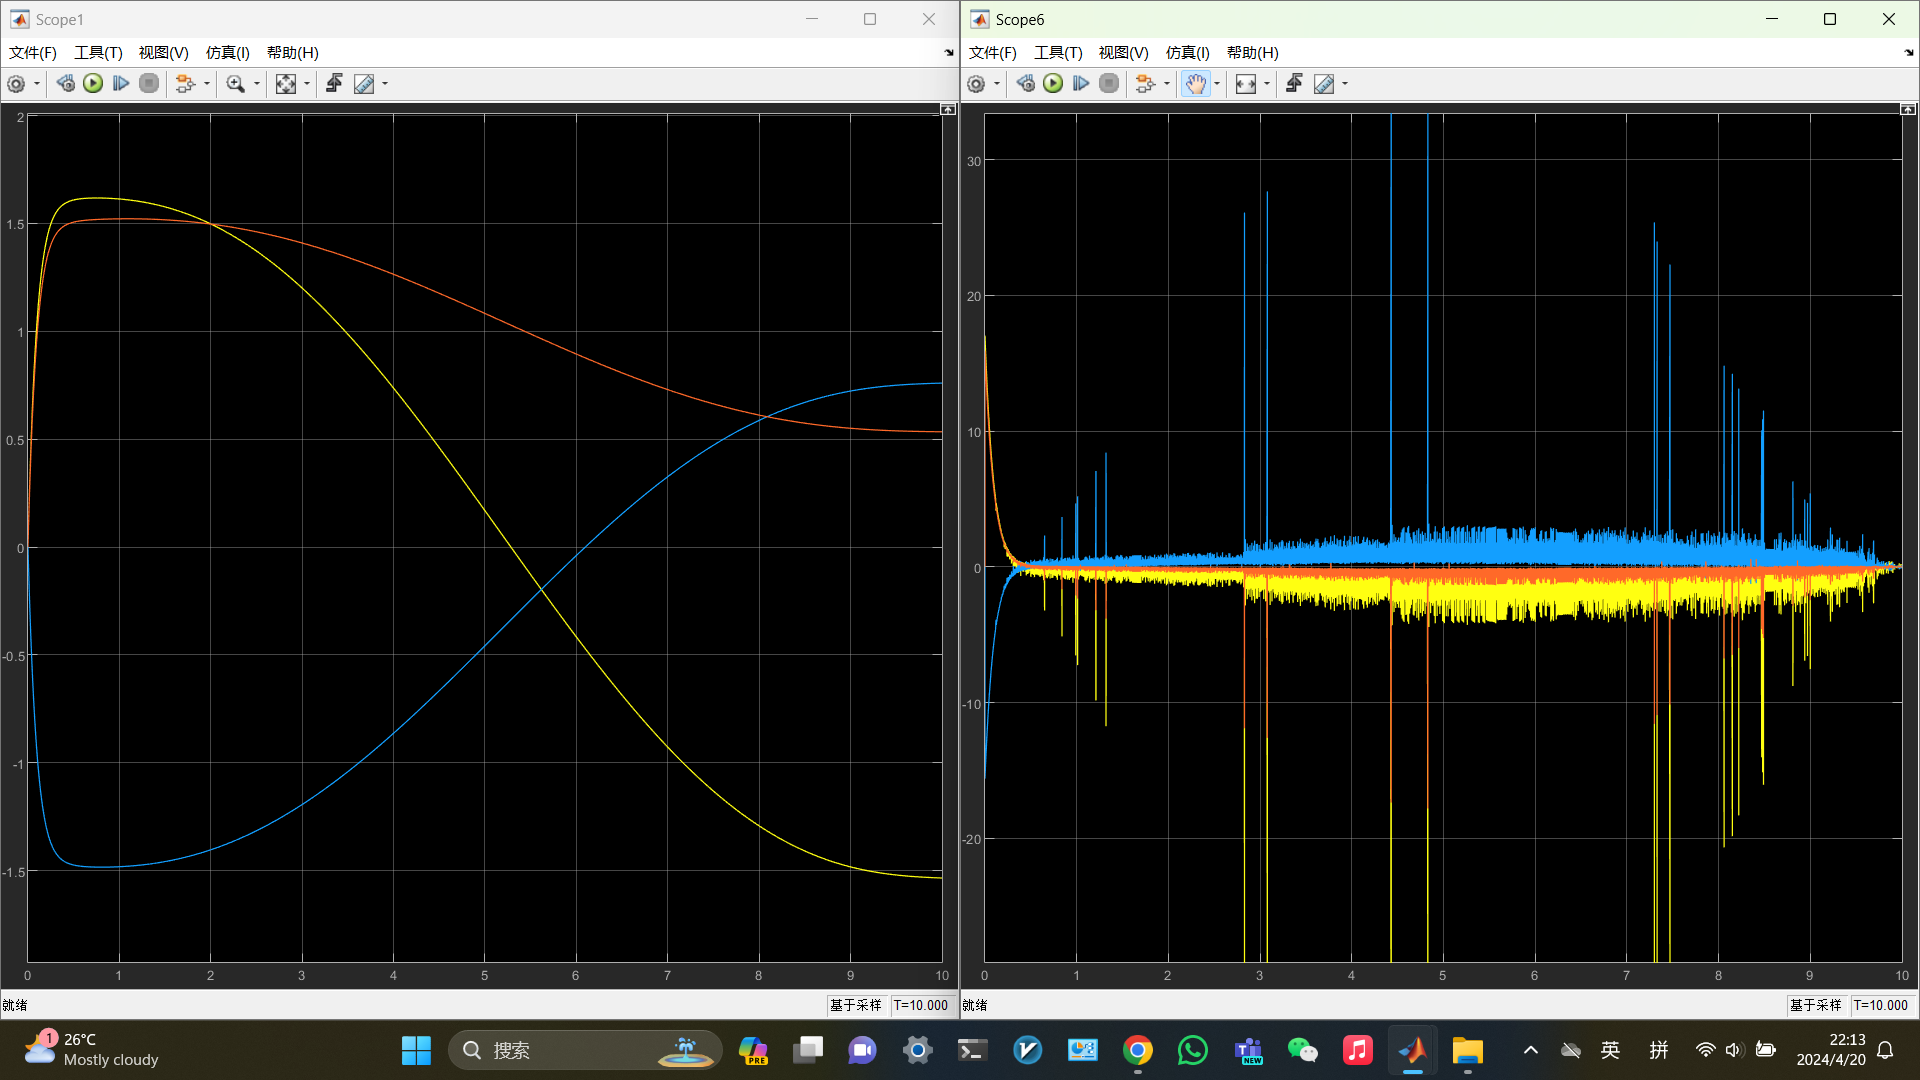 Scope1
文件(F) 工具(T) 视图(V) 仿真(I) 帮助(H)
2
1.5
1
0.5
0
-0.5
-1
-1.5
0 1 2 3 4 5 6 7 8 9 10
就绪 基于采样 T=10.000
Scope6
文件(F) 工具(T) 视图(V) 仿真(I) 帮助(H)
30
20
10
0
-10
-20
0 1 2 3 4 5 6 7 8 9 10
就绪 基于采样 T=10.000
1
26°C
Mostly cloudy
搜索
PRE
NEW
英
拼
22:13
2024/4/20